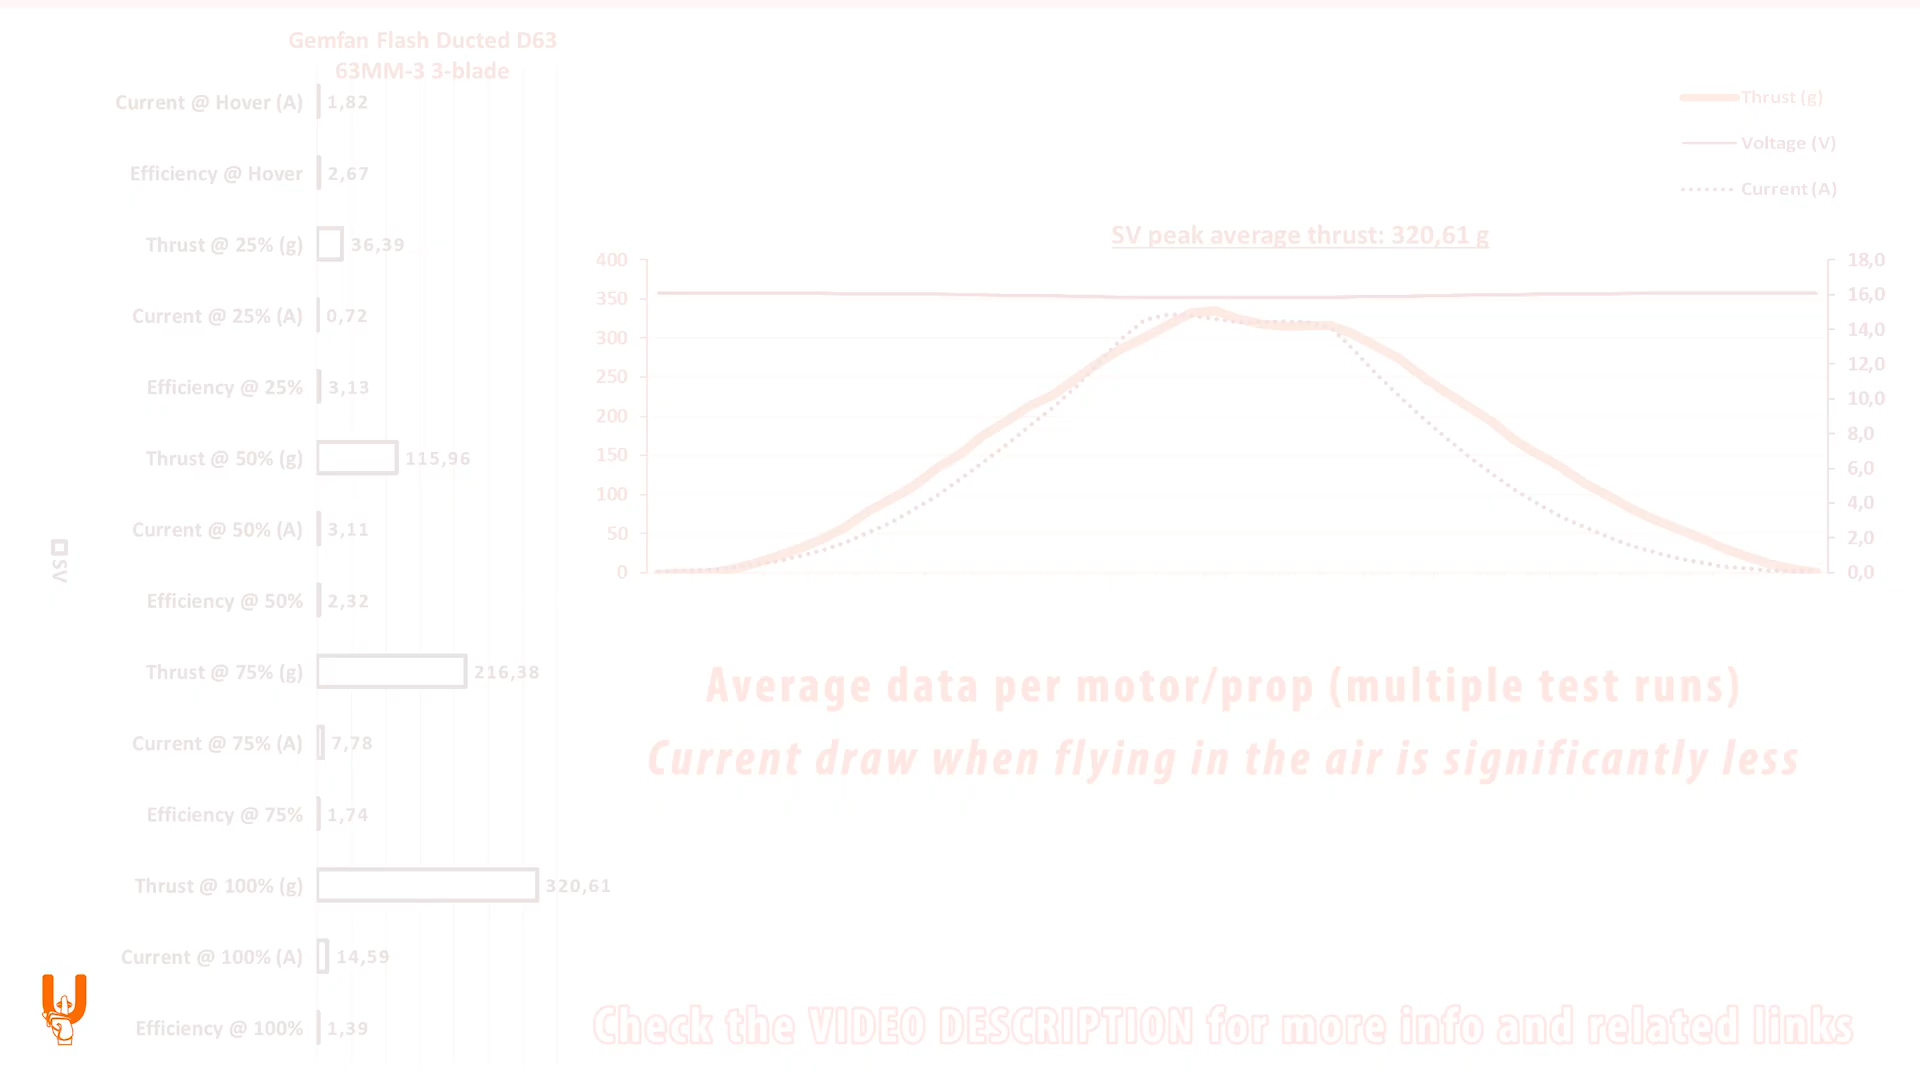 Gemfan Flash Ducted D63
63MM-3 3-blade
Current @ Hover (A) 1,82
Efficiency @ Hover 2,67
Thrust @ 25% (g) 36,39
Current @ 25% (A) 0,72
Efficiency @ 25% 3,13
Thrust @ 50% (g) 115,96
Current @ 50% (A) 3,11
Efficiency @ 50% 2,32
Thrust @ 75% (g) 216,38
Current @ 75% (A) 7,78
Efficiency @ 75% 1,74
Thrust @ 100% (g) 320,61
Current @ 100% (A) 14,59
Efficiency @ 100% 1,39
SV
Thrust (g)
Voltage (V)
Current (A)
SV peak average thrust: 320,61 g
400
350
300
250
200
150
100
50
0
18,0
16,0
14,0
12,0
10,0
8,0
6,0
4,0
2,0
0,0
Average data per motor/prop (multiple test runs)
Current draw when flying in the air is significantly less
Check the VIDEO DESCRIPTION for more info and related links